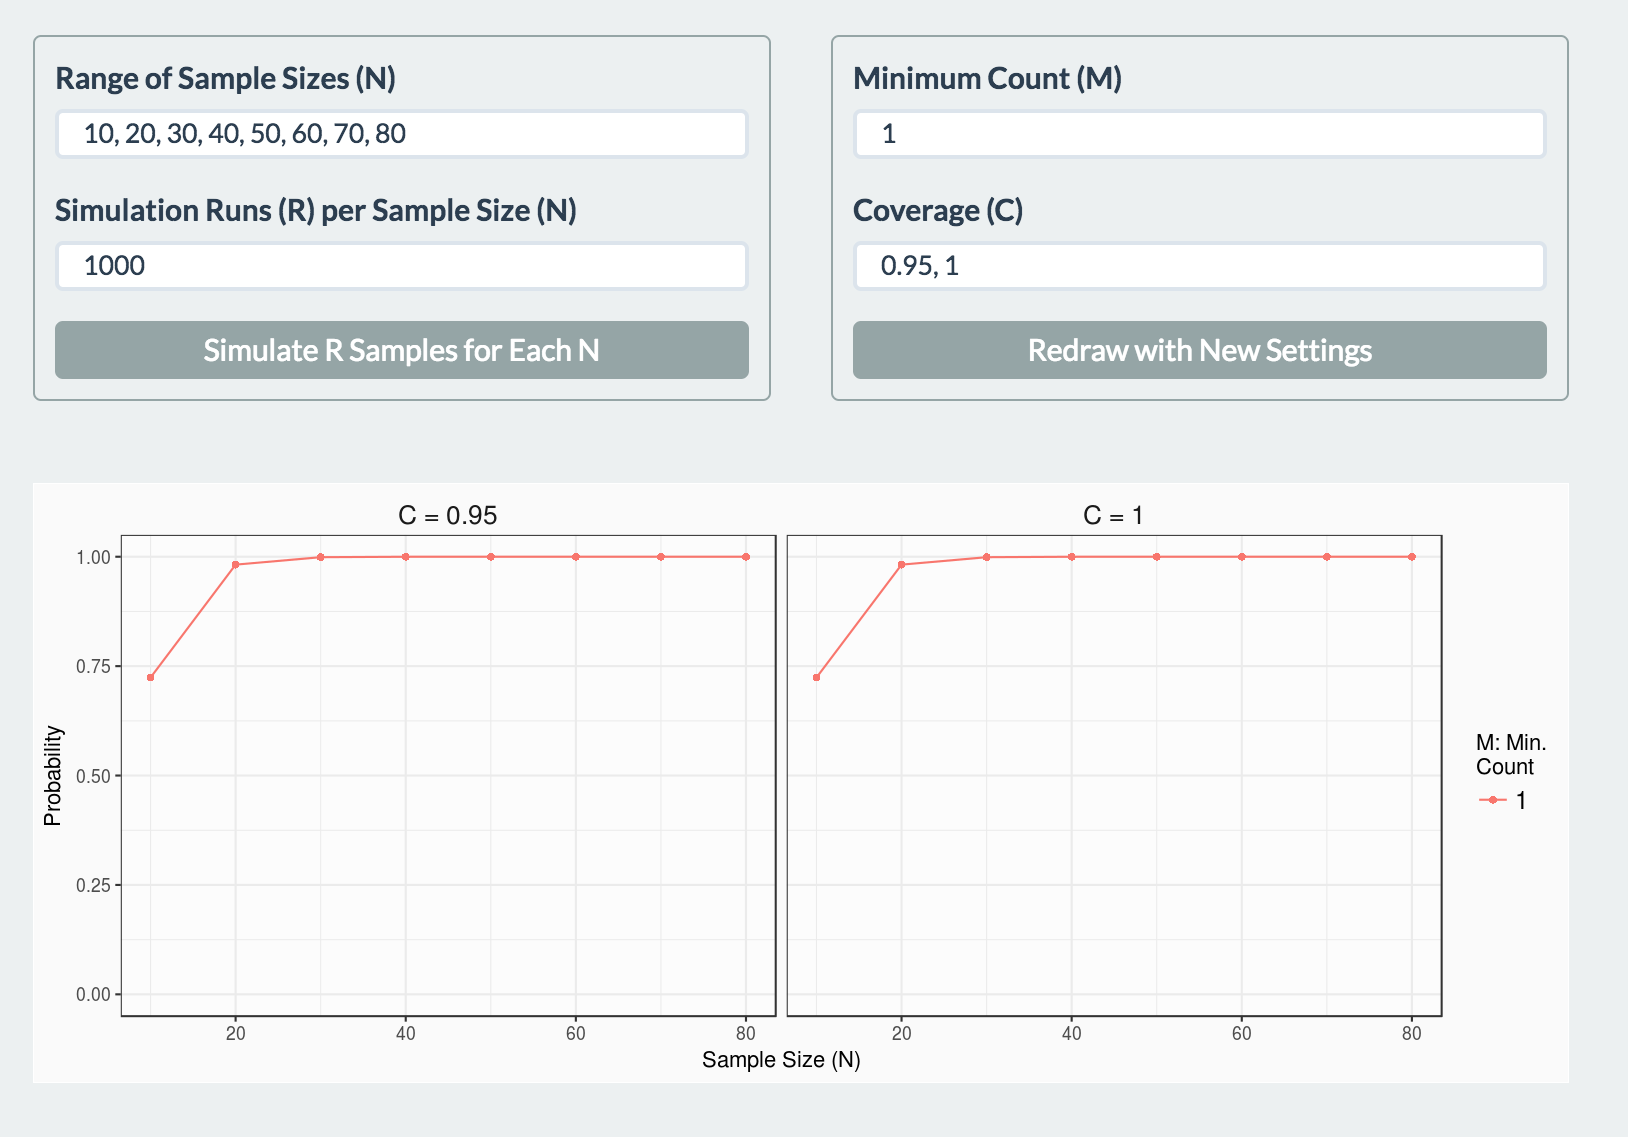 Range of Sample Sizes (N)
10, 20, 30, 40, 50, 60, 70, 80
Simulation Runs (R) per Sample Size (N)
1000
Simulate R Samples for Each N
Minimum Count (M)
1
Coverage (C)
0.95, 1
Redraw with New Settings
C = 0.95
C = 1
1.00
0.75
0.50
0.25
0.00
Probability
20
40
60
80
20
40
60
80
Sample Size (N)
M: Min.
Count
1